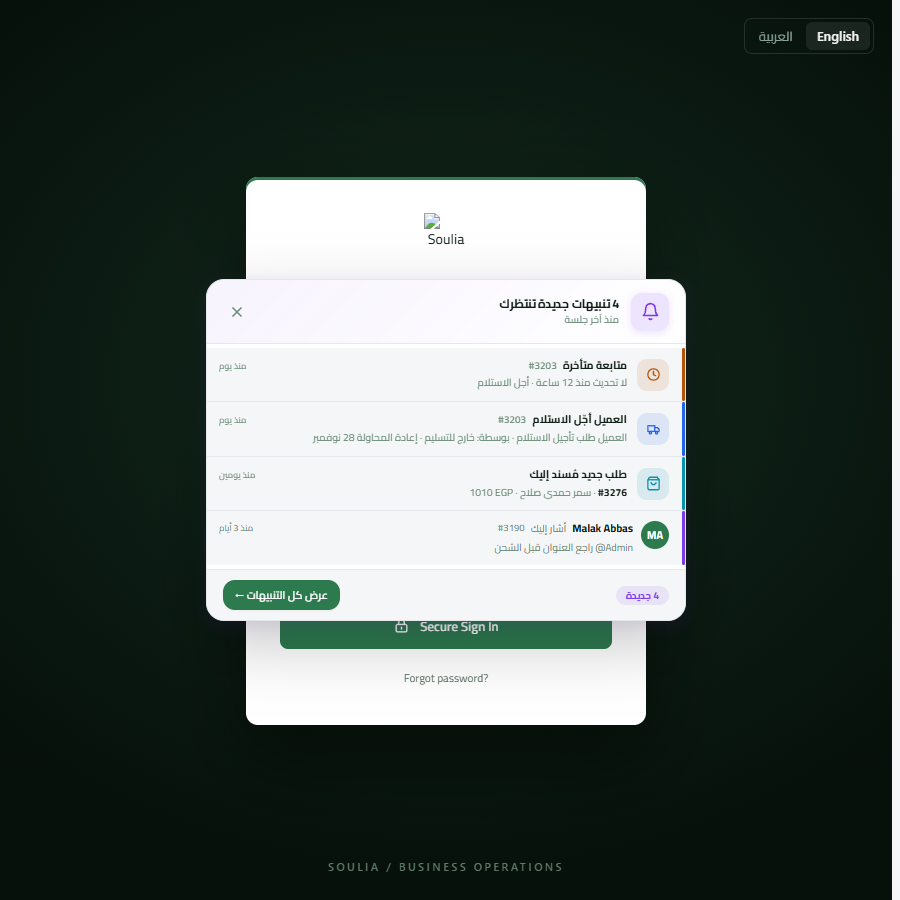 العربية
English
Soulia
4 تنبيهات جديدة تنتظرك
منذ آخر جلسة
متابعة متأخرة #3203
منذ يوم
لا تحديث منذ 12 ساعة · أجل الاستلام
العميل أجّل الاستلام #3203
منذ يوم
العميل طلب تأجيل الاستلام · بوسطة: خارج للتسليم · إعادة المحاولة 28 نوفمبر
طلب جديد مُسند إليك
منذ يومين
#3276 · سمر حمدي صلاح · 1010 EGP
MA
Malak Abbas أشار إليك #3190
منذ 3 أيام
@Admin راجع العنوان قبل الشحن
4 جديدة
عرض كل التنبيهات ←
Secure Sign In
Forgot password?
SOULIA / BUSINESS OPERATIONS